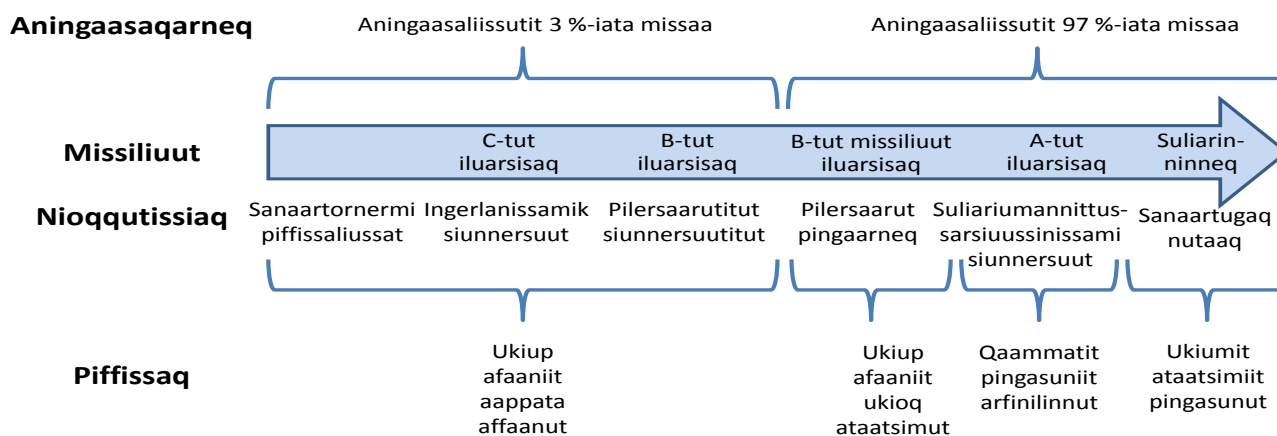 Aningaasaqarneq
Aningaasaliissutit 3 %-iata missaa
Aningaasaliissutit 97 %-iata missaa
Missiliuut
C-tut
iluarsisaq
B-tut
iluarsisaq
B-tut missiliuut
iluarsisaq
A-tut
iluarsisaq
Suliarin-
ninneq
Nioqqutissiaq
Sanaartornermi
piffissaliussat
Ingerlanissamik
siunnersuut
Pilersaarutitut
siunnersuutitut
Pilersaarut
pingaarneq
Suliariumannittus-
sarsiuussinissami
siunnersuut
Sanaartugaq
nutaaq
Piffissaq
Ukiup
afaaniit
aappata
affaanut
Ukiup
afaaniit
ukioq
ataatsimut
Qaammatit
pingasuniit
arfinilinnut
Ukiumit
ataatsimiit
pingasunut